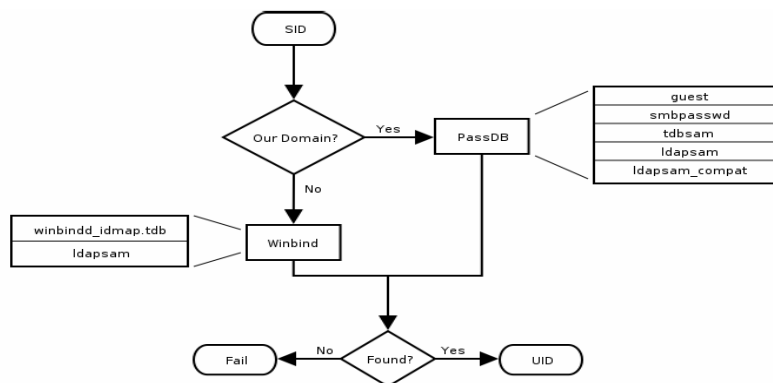 SID
Our Domain?
Yes
PassDB
guest
smbpasswd
tdbsam
ldapsam
ldapsam_compat
No
winbindd_idmap.tdb
ldapsam
Winbind
Fail
No
Found?
Yes
UID